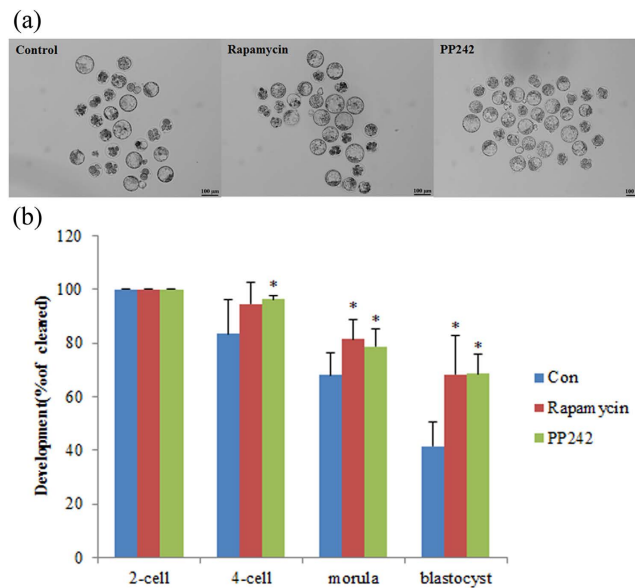 (a)
Control
Rapamycin
PP242
100 μm
100 μm
100
(b)
Development(%of cleaved)
120
100
80
60
40
20
0
*
*
*
*
*
Con
Rapamycin
PP242
2-cell
4-cell
morula
blastocyst